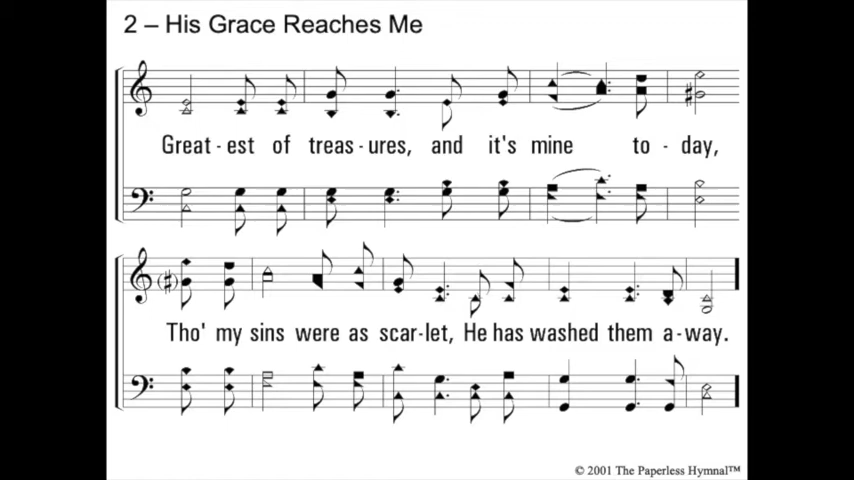 2 – His Grace Reaches Me
Great - est of treas - ures, and it's mine to - day,
Tho' my sins were as scar - let, He has washed them a - way.
© 2001 The Paperless Hymnal™